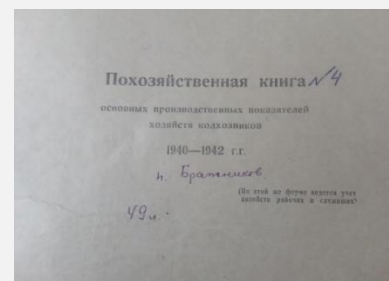 Похозяйственная книга №4
основных производственных показателей
хозяйств колхозников
1940—1942 г.г.
п. Братников
(По этой же форме ведется учет
хозяйств рабочих и служащих)
49 л.